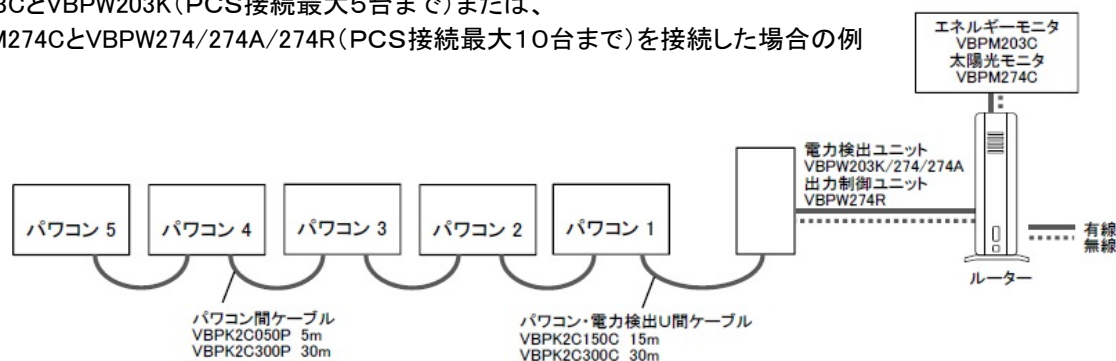 3CとVBPW203K(PCS接続最大5台まで)または、
M274CとVBPW274/274A/274R(PCS接続最大10台まで)を接続した場合の例
エネルギーモニタ
VBPM203C
太陽光モニタ
VBPM274C
電力検出ユニット
VBPW203K/274/274A
出力制御ユニット
VBPW274R
パワコン 5
パワコン 4
パワコン 3
パワコン 2
パワコン 1
有線
無線
ルーター
パワコン間ケーブル
VBPK2C050P 5m
VBPK2C300P 30m
パワコン・電力検出U間ケーブル
VBPK2C150C 15m
VBPK2C300C 30m